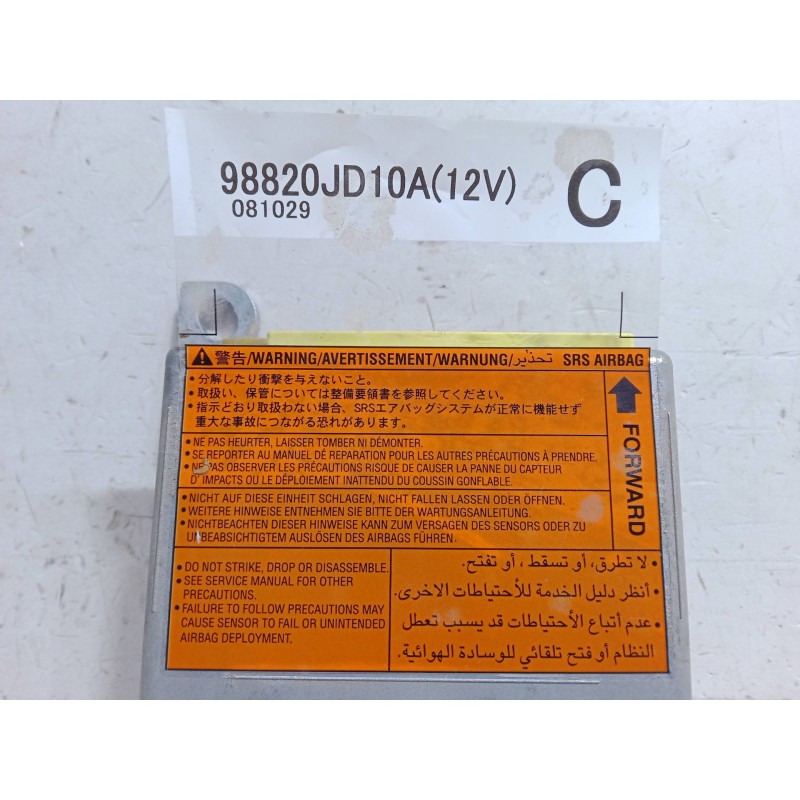 98820JD10A(12V)
081029
C
警告/WARNING/AVERTISSEMENT/WARNUNG/تحذير SRS AIRBAG
• 分解したり衝撃を与えないこと。
• 取扱い、保管については整備要領書を参照してください。
• 指示どおり取扱わない場合、SRSエアバッグシステムが正常に機能せず
重大な事故につながる恐れがあります。
FORWARD
• NE PAS HEURTER, LAISSER TOMBER NI DÉMONTER.
• SE REPORTER AU MANUEL DE RÉPARATION POUR LES AUTRES PRÉCAUTIONS À PRENDRE.
• NE PAS OBSERVER LES PRÉCAUTIONS RISQUE DE CAUSER LA PANNE DU CAPTEUR
D' IMPACTS OU LE DÉPLOIEMENT INATTENDU DU COUSSIN GONFLABLE.
• NICHT AUF DIESE EINHEIT SCHLAGEN, NICHT FALLEN LASSEN ODER ÖFFNEN.
• WEITERE HINWEISE ENTNEHMEN SIE BITTE DER WARTUNGSANLEITUNG.
• NICHTBEACHTEN DIESER HINWEISE KANN ZUM VERSAGEN DES SENSORS ODER ZU
UNBEABSICHTIGTEM AUSLÖSEN DES AIRBAGS FÜHREN.
• DO NOT STRIKE, DROP OR DISASSEMBLE.
• SEE SERVICE MANUAL FOR OTHER
PRECAUTIONS.
• FAILURE TO FOLLOW PRECAUTIONS MAY
CAUSE SENSOR TO FAIL OR UNINTENDED
AIRBAG DEPLOYMENT.
• لا تطرق، أو تسقط، أو تفتح.
• أنظر دليل الخدمة للأحتياطات الاخرى.
• عدم أتباع الأحتياطات قد يسبب تعطل
النظام أو فتح تلقائي للوسادة الهوائية.